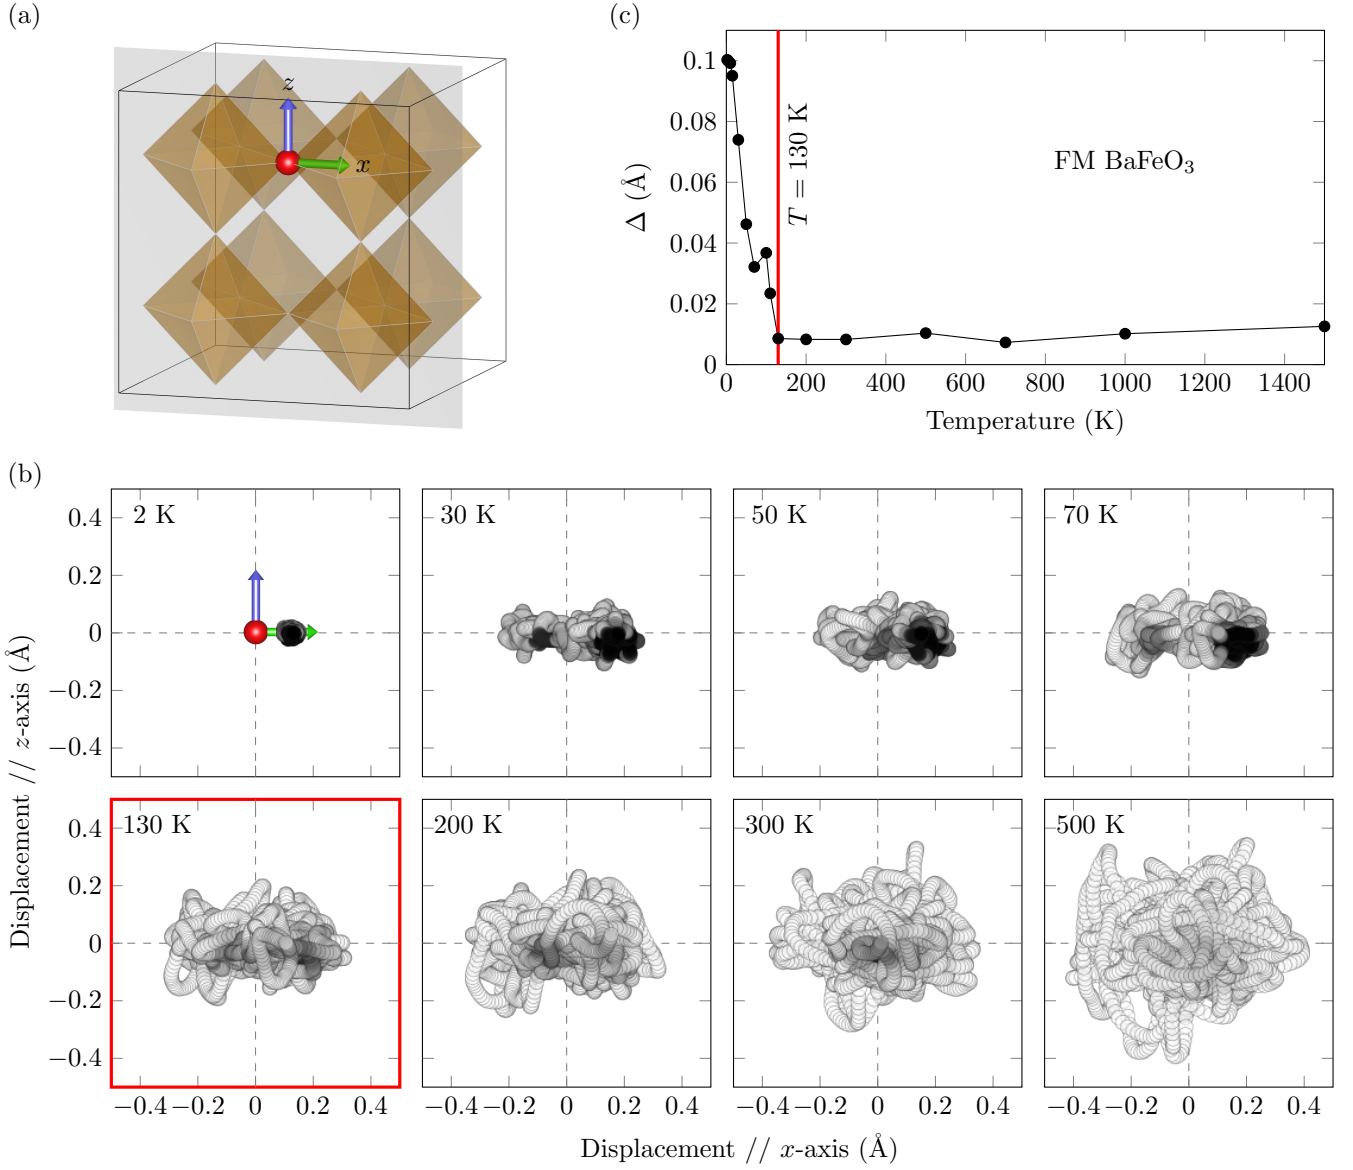 (a)
z
x
(c)
0.1
0.08
0.06
0.04
0.02
0
Δ (Å)
T = 130 K
FM BaFeO₃
0 200 400 600 800 1000 1200 1400
Temperature (K)
(b)
2 K
30 K
50 K
70 K
0.4
0.2
0
−0.2
−0.4
130 K
200 K
300 K
500 K
0.4
0.2
0
−0.2
−0.4
Displacement // z-axis (Å)
−0.4 −0.2 0 0.2 0.4
−0.4 −0.2 0 0.2 0.4
−0.4 −0.2 0 0.2 0.4
−0.4 −0.2 0 0.2 0.4
Displacement // x-axis (Å)